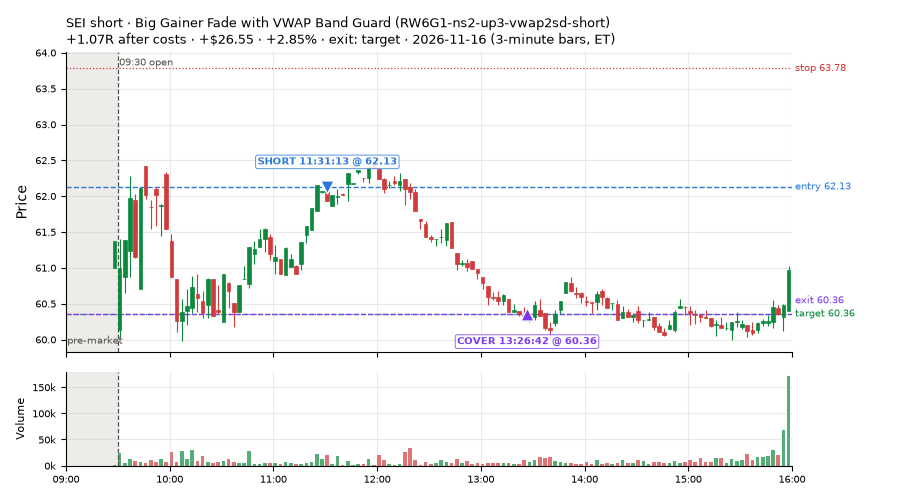 SEI short · Big Gainer Fade with VWAP Band Guard (RW6G1-ns2-up3-vwap2sd-short)
+1.07R after costs · +$26.55 · +2.85% · exit: target · 2026-11-16 (3-minute bars, ET)
64.0
63.5
63.0
62.5
62.0
61.5
61.0
60.5
60.0
Price
09:30 open
pre-market
SHORT 11:31:13 @ 62.13
COVER 13:26:42 @ 60.36
stop 63.78
entry 62.13
exit 60.36
target 60.36
150k
100k
50k
0k
Volume
09:00
10:00
11:00
12:00
13:00
14:00
15:00
16:00